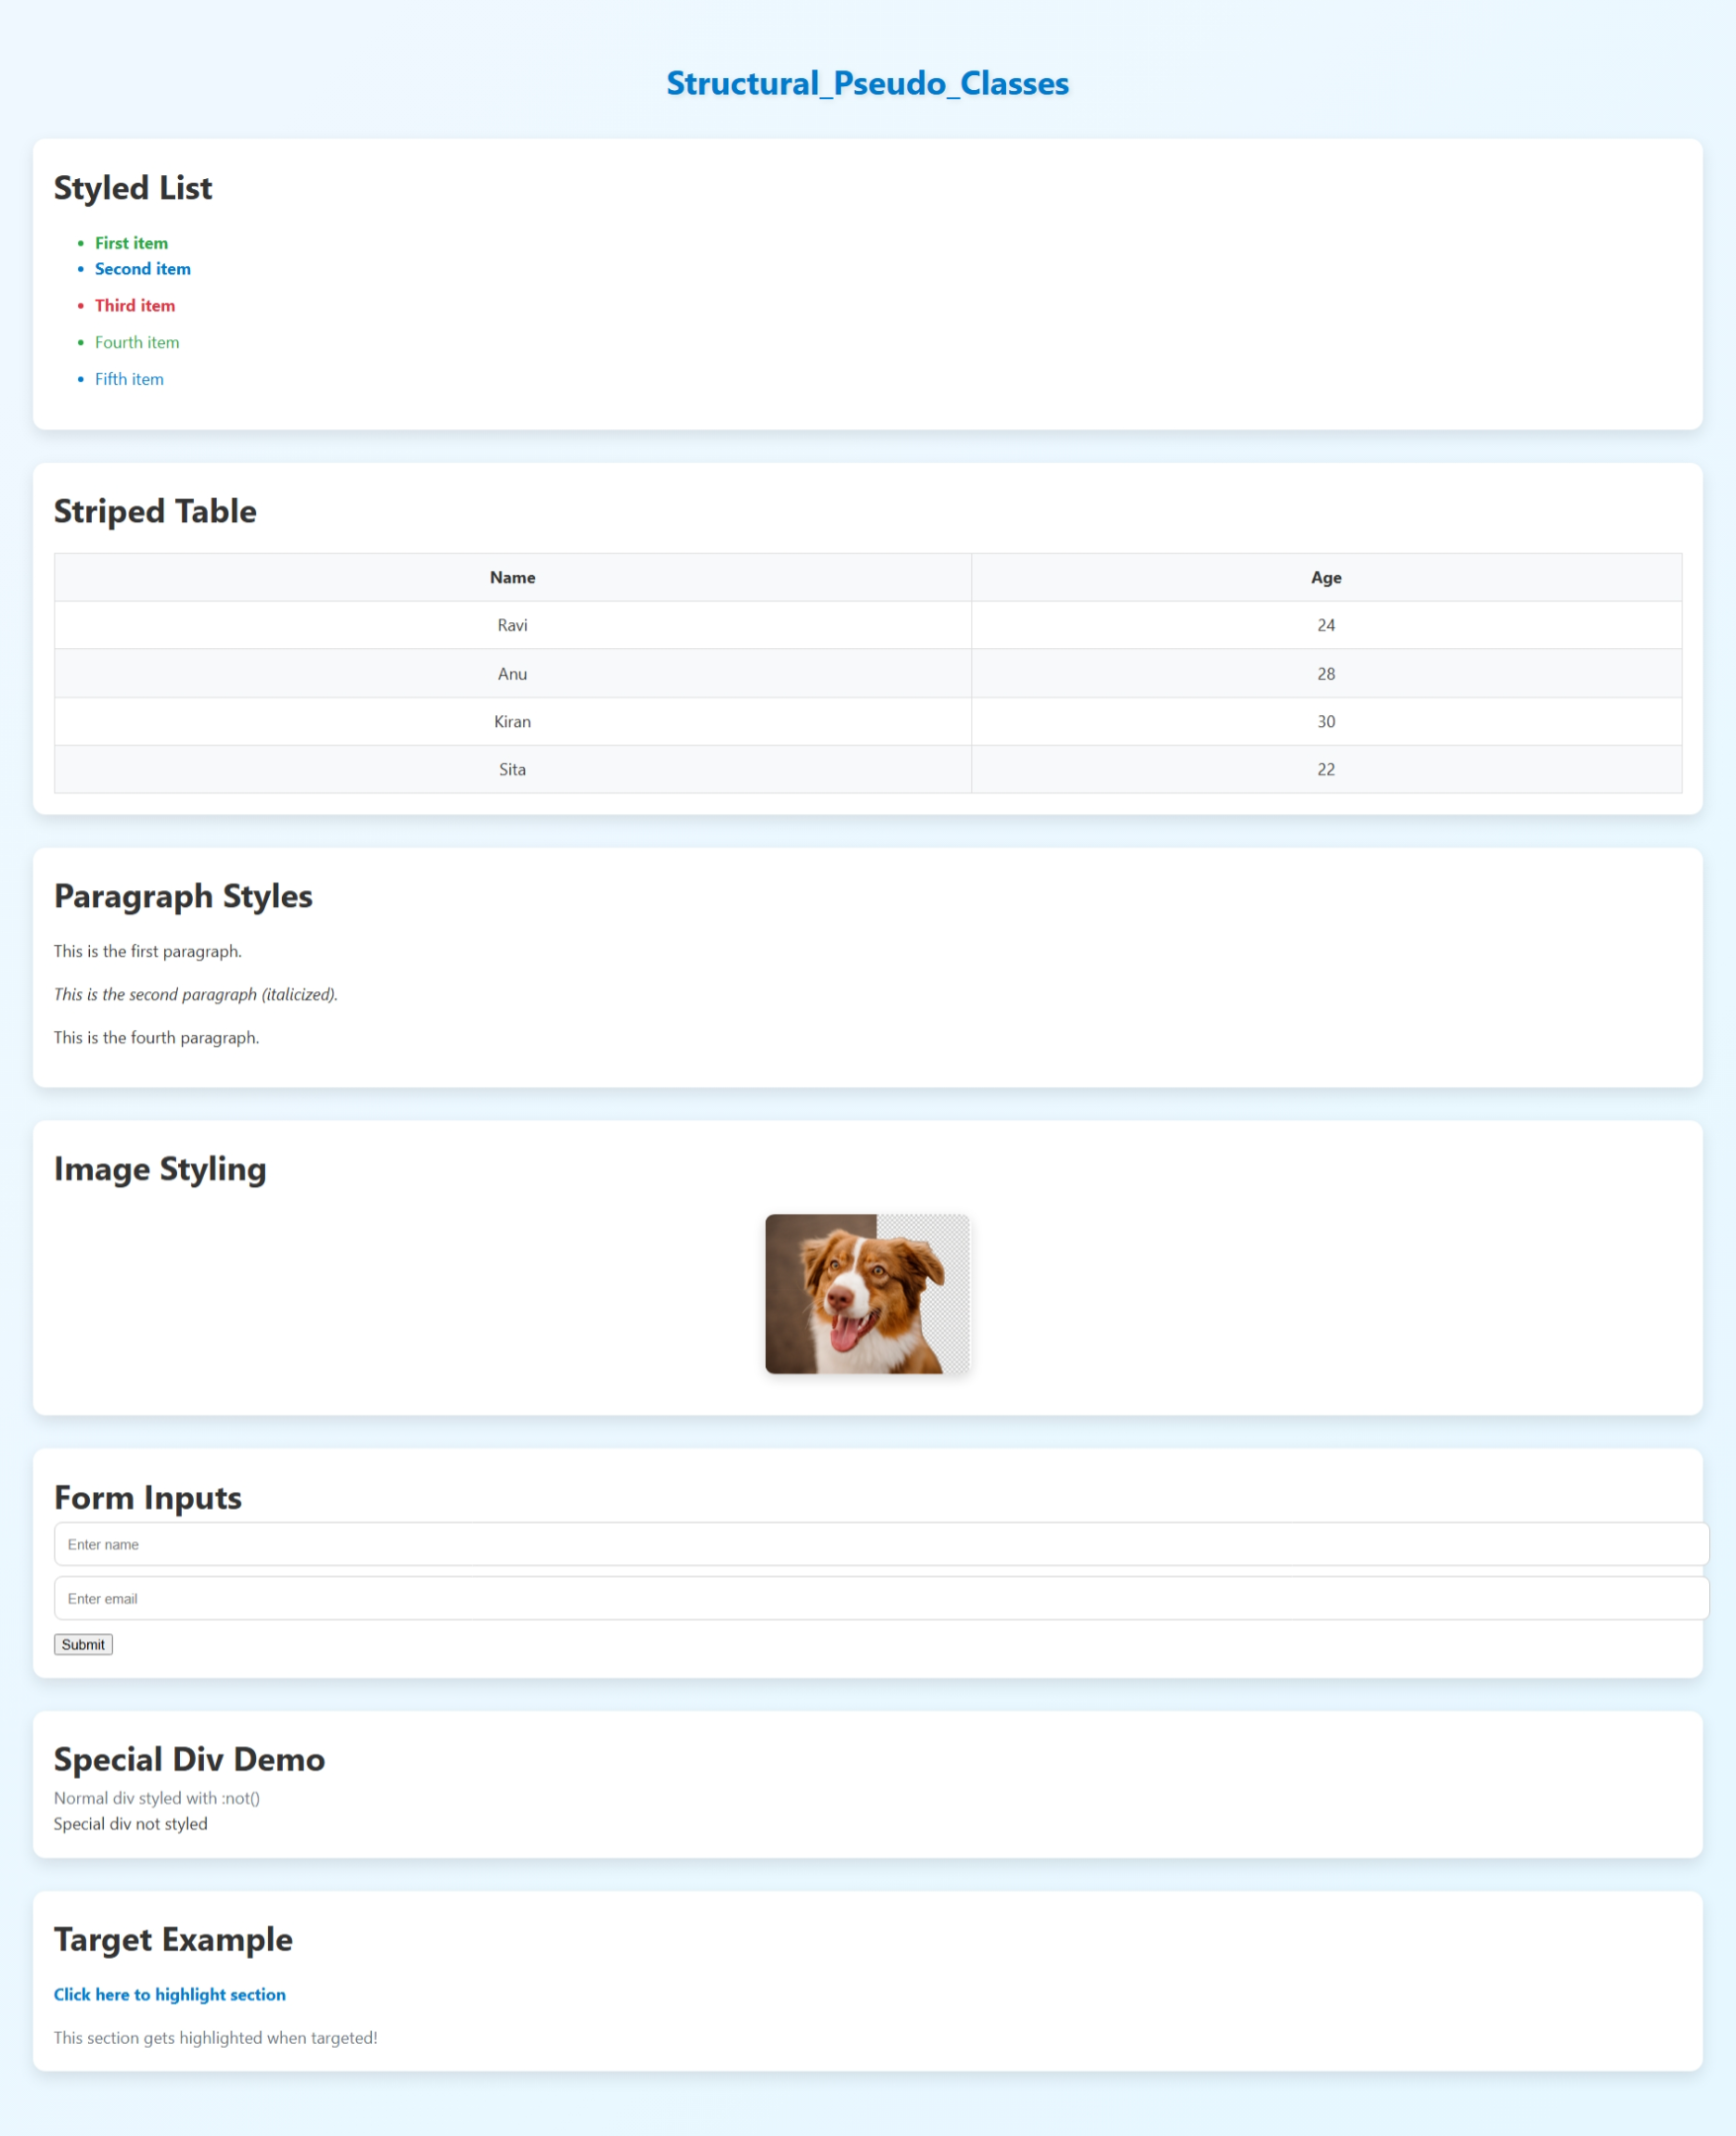 Structural_Pseudo_Classes
Styled List
First item
Second item
Third item
Fourth item
Fifth item
Striped Table
Name Age
Ravi 24
Anu 28
Kiran 30
Sita 22
Paragraph Styles
This is the first paragraph.
This is the second paragraph (italicized).
This is the fourth paragraph.
Image Styling
Form Inputs
Enter name
Enter email
Submit
Special Div Demo
Normal div styled with :not()
Special div not styled
Target Example
Click here to highlight section
This section gets highlighted when targeted!